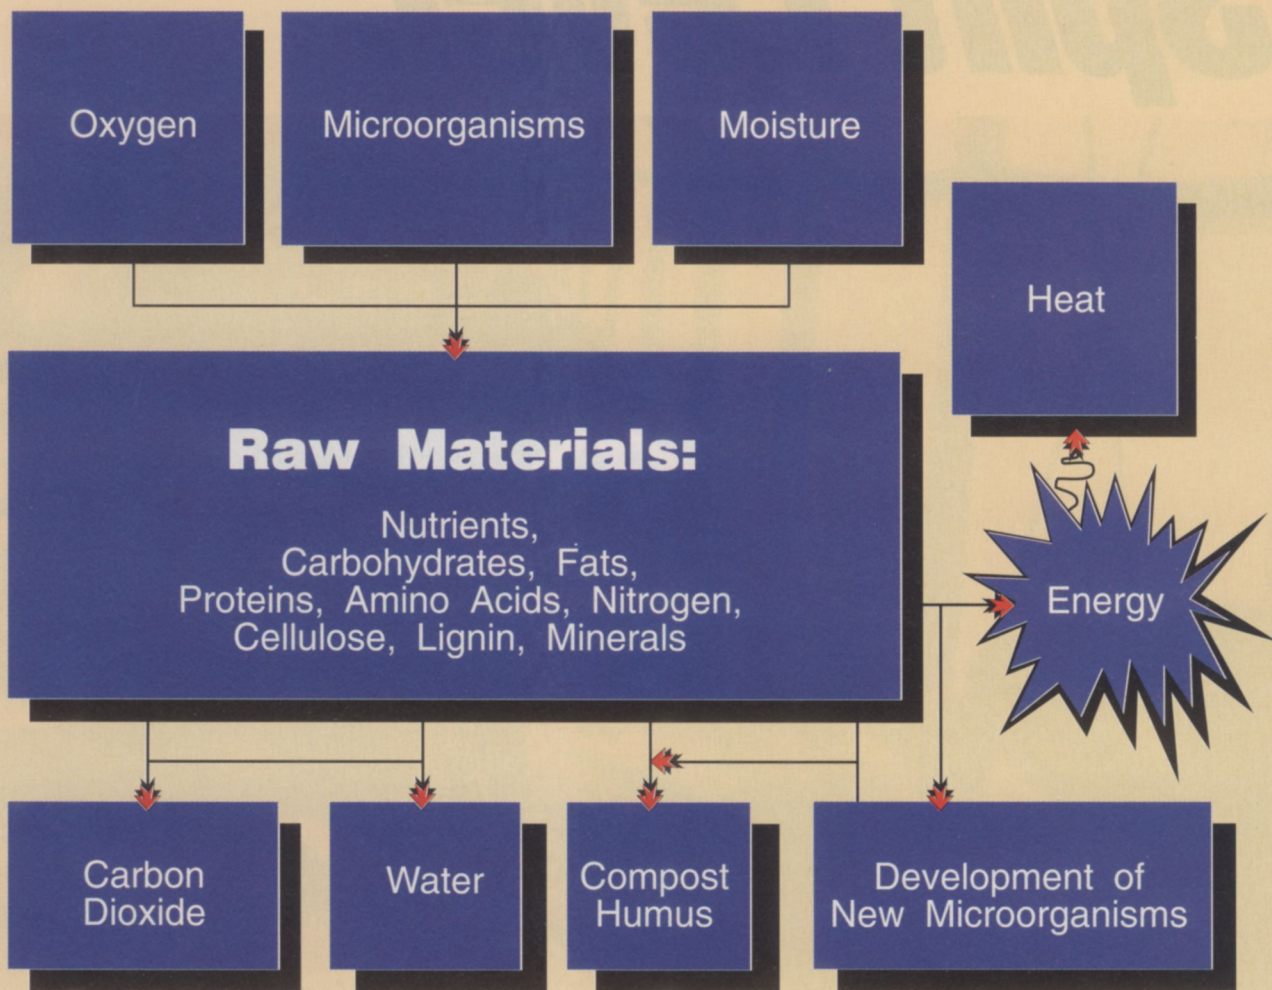 Oxygen
Microorganisms
Moisture
Heat
Raw Materials:
Nutrients,
Carbohydrates, Fats,
Proteins, Amino Acids, Nitrogen,
Cellulose, Lignin, Minerals
Energy
Carbon
Dioxide
Water
Compost
Humus
Development of
New Microorganisms